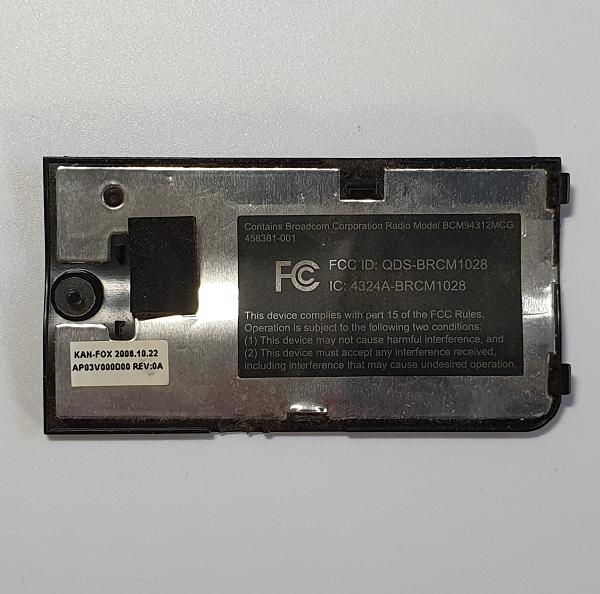 Contains Broadcom Corporation Radio Model BCM94312MCG
458381-001
FC
FCC ID: QDS-BRCM1028
IC: 4324A-BRCM1028
This device complies with part 15 of the FCC Rules.
Operation is subject to the following two conditions:
(1) This device may not cause harmful interference, and
(2) This device must accept any interference received,
including interference that may cause undesired operation.
KAN-FOX 2008.10.22
AP03V000D00 REV:0A